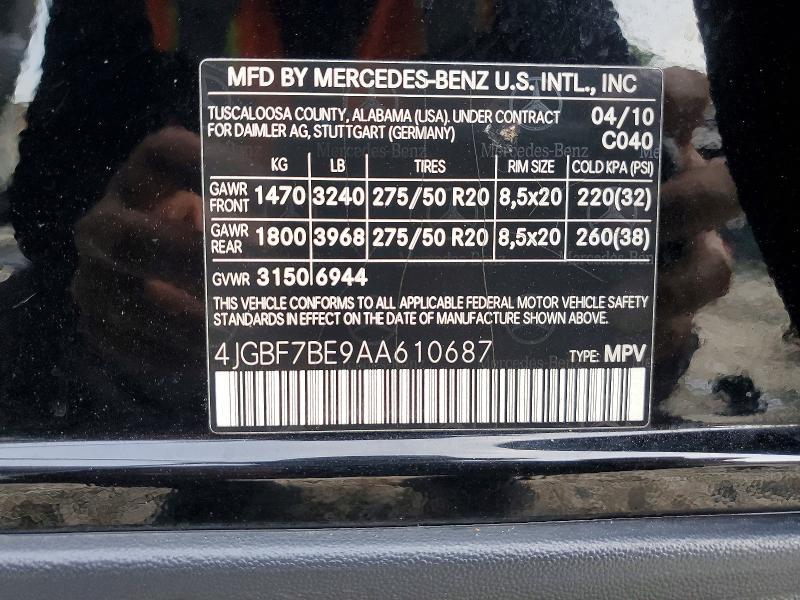 MFD BY MERCEDES-BENZ U.S. INTL., INC
TUSCALOOSA COUNTY, ALABAMA (USA). UNDER CONTRACT 04/10
FOR DAIMLER AG, STUTTGART (GERMANY) C040
KG LB TIRES RIM SIZE COLD KPA (PSI)
GAWR FRONT 1470 3240 275/50 R20 8,5x20 220(32)
GAWR REAR 1800 3968 275/50 R20 8,5x20 260(38)
GVWR 3150 6944
THIS VEHICLE CONFORMS TO ALL APPLICABLE FEDERAL MOTOR VEHICLE SAFETY
STANDARDS IN EFFECT ON THE DATE OF MANUFACTURE SHOWN ABOVE.
4JGBF7BE9AA610687 TYPE: MPV